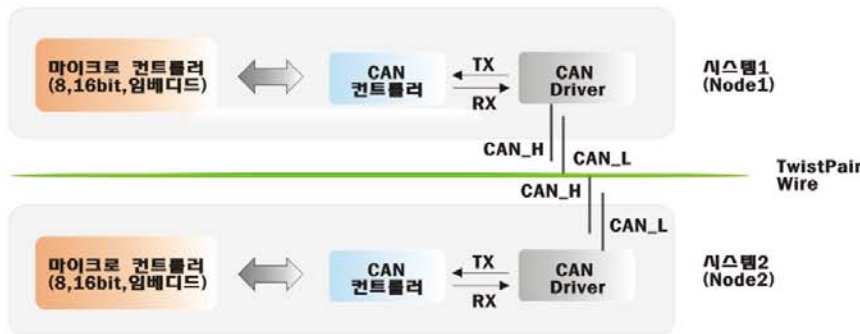 마이크로 컨트롤러
(8,16bit,임베디드)
CAN
컨트롤러
TX
RX
CAN
Driver
시스템1
(Node1)
CAN_H
CAN_L
TwistPair
Wire
CAN_H
CAN_L
마이크로 컨트롤러
(8,16bit,임베디드)
CAN
컨트롤러
TX
RX
CAN
Driver
시스템2
(Node2)